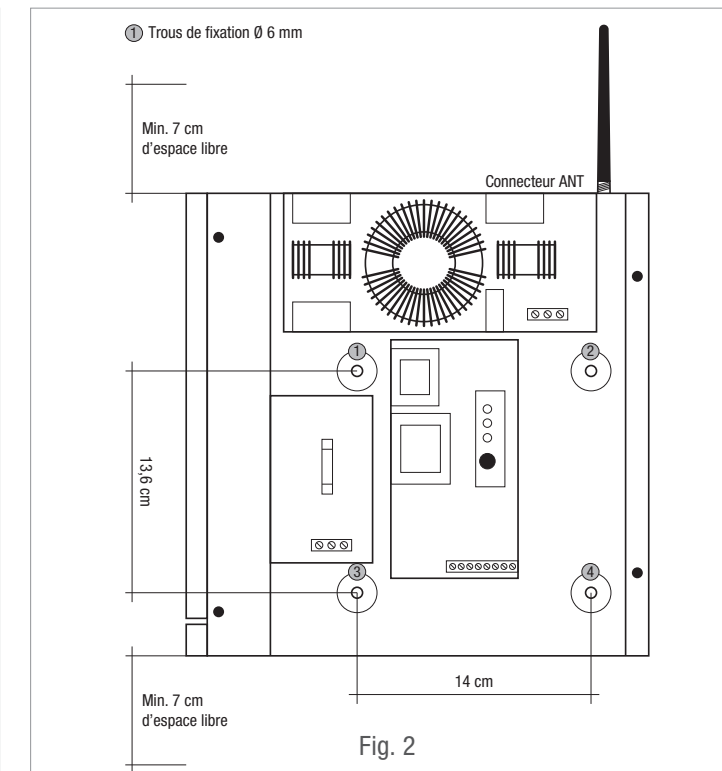 1 Trous de fixation Ø 6 mm
Min. 7 cm
d’espace libre
Connecteur ANT
1
2
13,6 cm
3
4
14 cm
Min. 7 cm
d’espace libre
Fig. 2